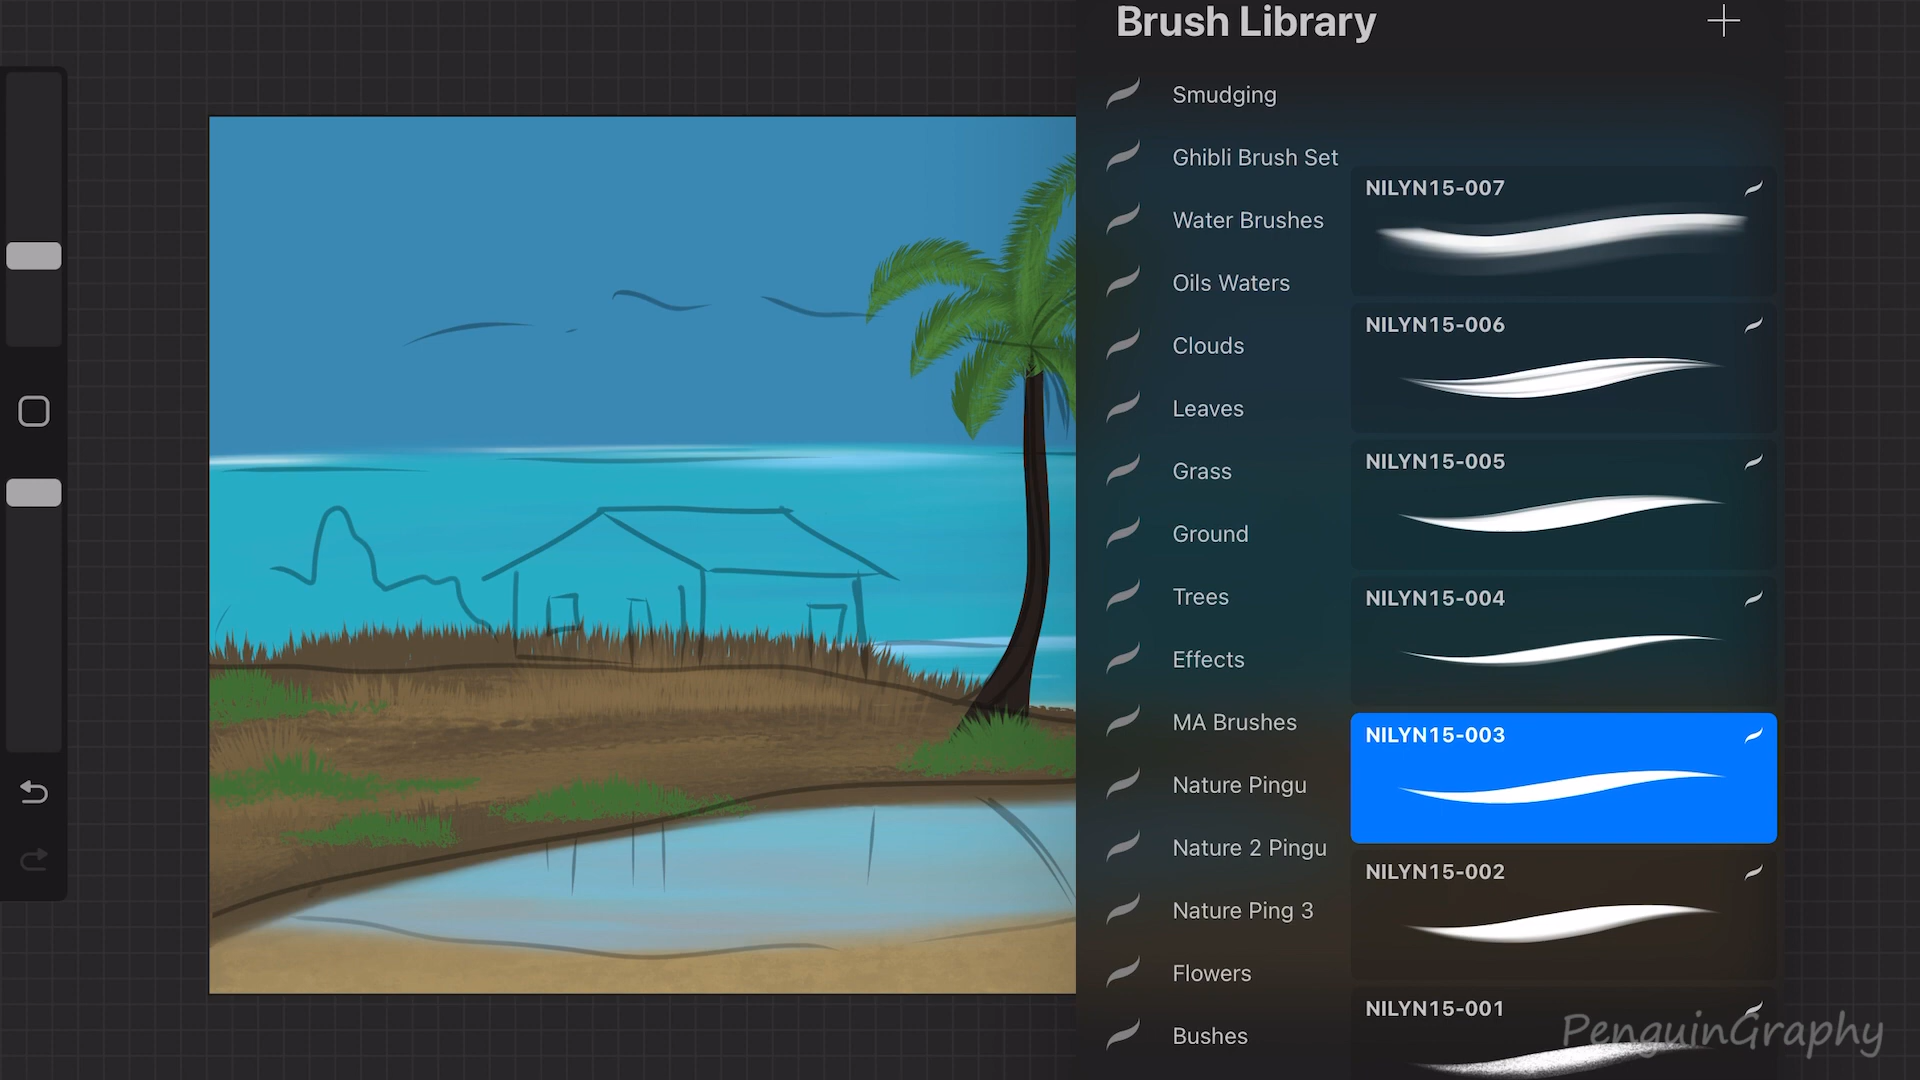 Brush Library
Smudging
Ghibli Brush Set
Water Brushes
Oils Waters
Clouds
Leaves
Grass
Ground
Trees
Effects
MA Brushes
Nature Pingu
Nature 2 Pingu
Nature Ping 3
Flowers
Bushes
NILYN15-007
NILYN15-006
NILYN15-005
NILYN15-004
NILYN15-003
NILYN15-002
NILYN15-001
PenguinGraphy